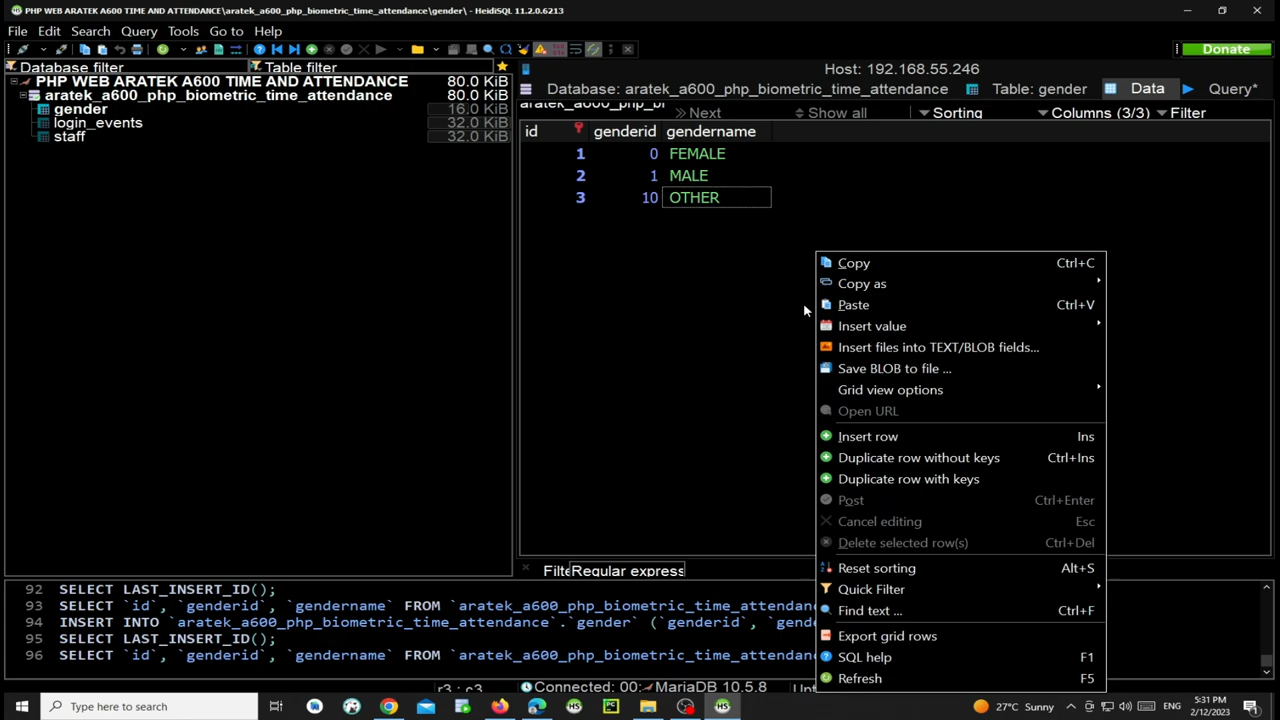 PHP WEB ARATEK A600 TIME AND ATTENDANCE\aratek_a600_php_biometric_time_attendance\gender\ - HeidiSQL 11.2.0.6213
File Edit Search Query Tools Go to Help
Donate
Database filter Table filter
PHP WEB ARATEK A600 TIME AND ATTENDANCE 80.0 KiB
aratek_a600_php_biometric_time_attendance 80.0 KiB
gender 16.0 KiB
login_events 32.0 KiB
staff 32.0 KiB
Host: 192.168.55.246
Database: aratek_a600_php_biometric_time_attendance Table: gender Data Query*
aratek_a600_php_bi Next Show all Sorting Columns (3/3) Filter
id genderid gendername
1 0 FEMALE
2 1 MALE
3 10 OTHER
Copy Ctrl+C
Copy as
Paste Ctrl+V
Insert value
Insert files into TEXT/BLOB fields...
Save BLOB to file ...
Grid view options
Open URL
Insert row Ins
Duplicate row without keys Ctrl+Ins
Duplicate row with keys
Post Ctrl+Enter
Cancel editing Esc
Delete selected row(s) Ctrl+Del
Reset sorting Alt+S
Quick Filter
Find text ... Ctrl+F
Export grid rows
SQL help F1
Refresh F5
Filte Regular express
92 SELECT LAST_INSERT_ID();
93 SELECT `id`, `genderid`, `gendername` FROM `aratek_a600_php_biometric_time_attendanc
94 INSERT INTO `aratek_a600_php_biometric_time_attendance`.`gender` (`genderid`, `gende
95 SELECT LAST_INSERT_ID();
96 SELECT `id`, `genderid`, `gendername` FROM `aratek_a600_php_biometric_time_attendanc
r3 : c3 Connected: 00: MariaDB 10.5.8
Type here to search
27°C Sunny ENG 5:31 PM
2/12/2023